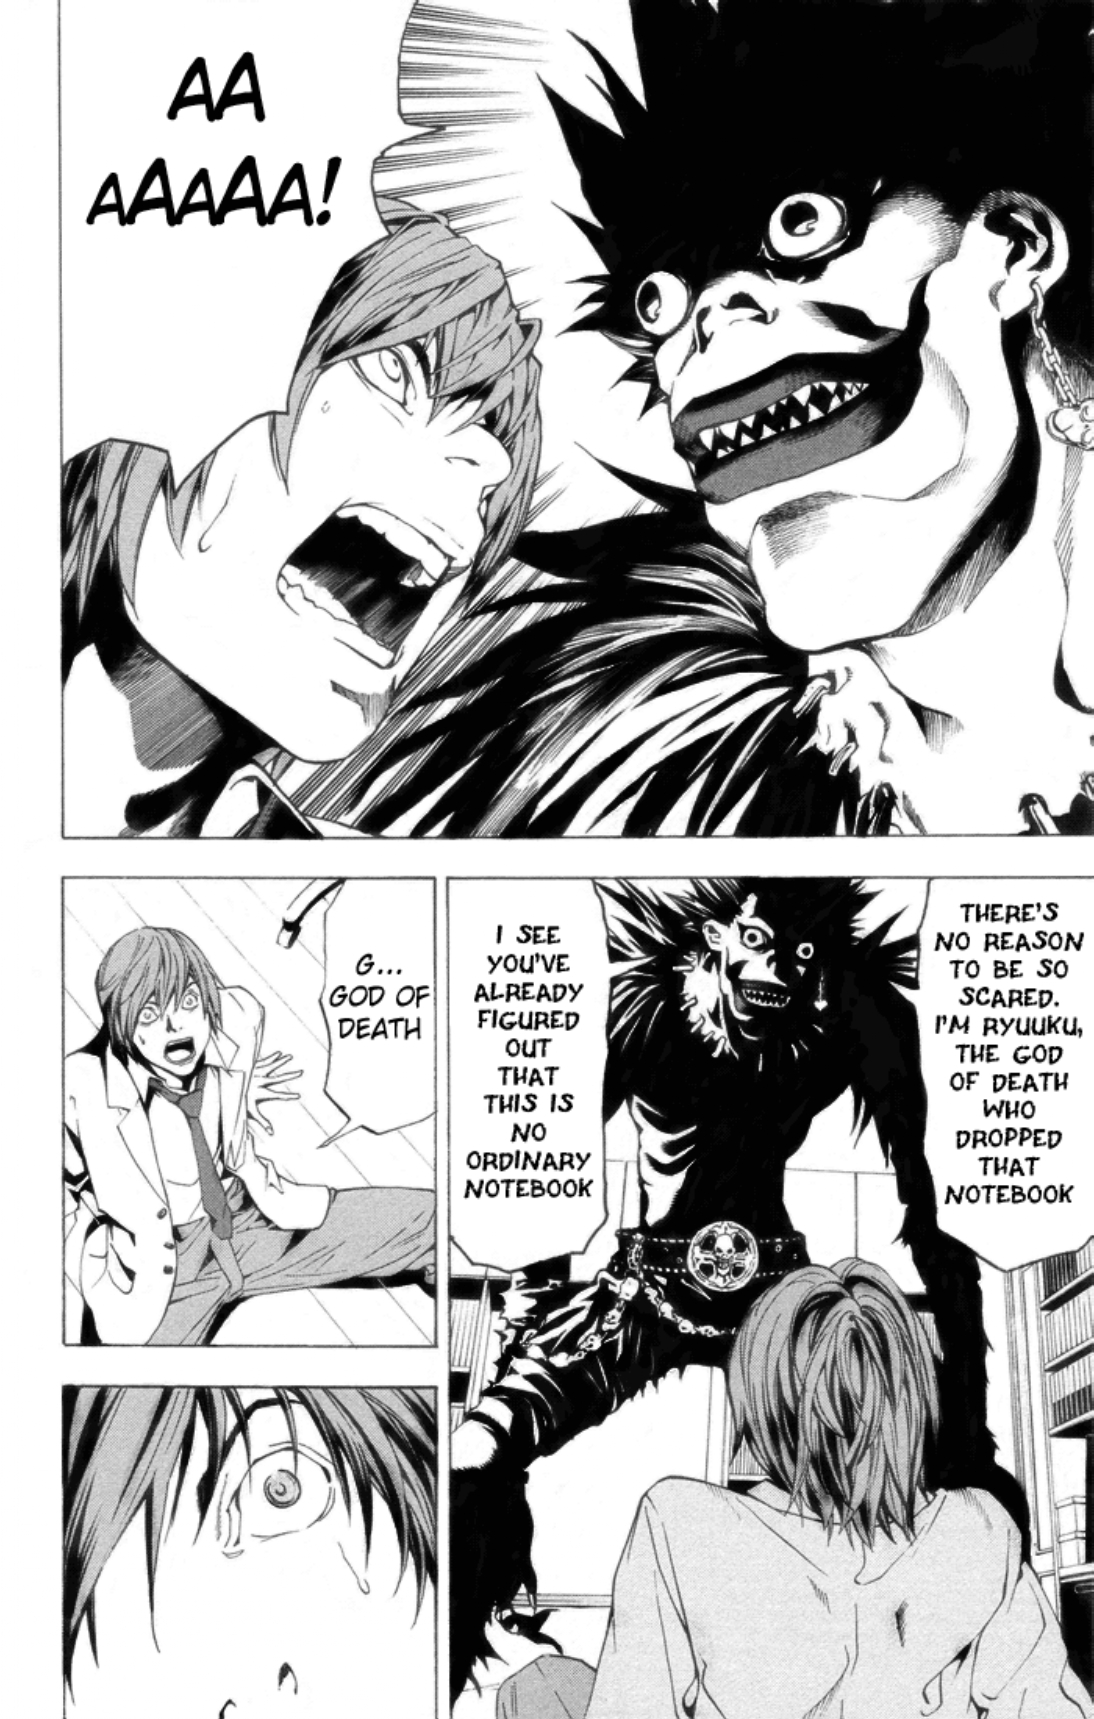 AA
AAAAAA!
THERE'S
NO REASON
TO BE SO
SCARED.
I'M RYUUKU,
THE GOD
OF DEATH
WHO
DROPPED
THAT
NOTEBOOK
I SEE
YOU'VE
ALREADY
FIGURED
OUT
THAT
THIS IS
NO
ORDINARY
NOTEBOOK
G...
GOD OF
DEATH